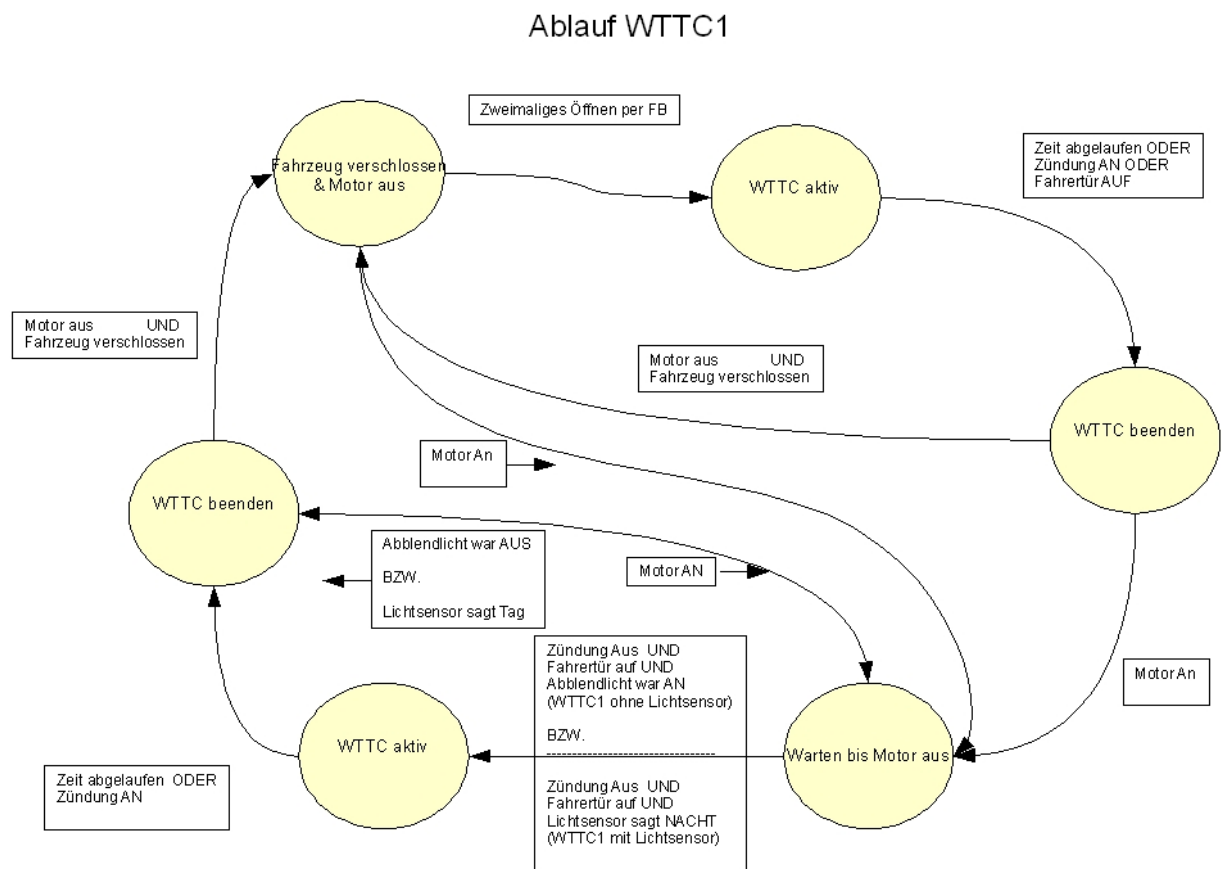 Ablauf WTTC1
Zweimaliges Öffnen per FB
Fahrzeug verschlossen
& Motor aus
WTTC aktiv
Zeit abgelaufen ODER
Zündung AN ODER
Fahrertür AUF
Motor aus UND
Fahrzeug verschlossen
Motor aus UND
Fahrzeug verschlossen
WTTC beenden
Motor An
WTTC beenden
Abblendlicht war AUS
BZW.
Lichtsensor sagt Tag
Motor AN
Zündung Aus UND
Fahrertür auf UND
Abblendlicht war AN
(WTTC1 ohne Lichtsensor)
BZW.
--------------------------------
Zündung Aus UND
Fahrertür auf UND
Lichtsensor sagt NACHT
(WTTC1 mit Lichtsensor)
Motor An
WTTC aktiv
Warten bis Motor aus
Zeit abgelaufen ODER
Zündung AN